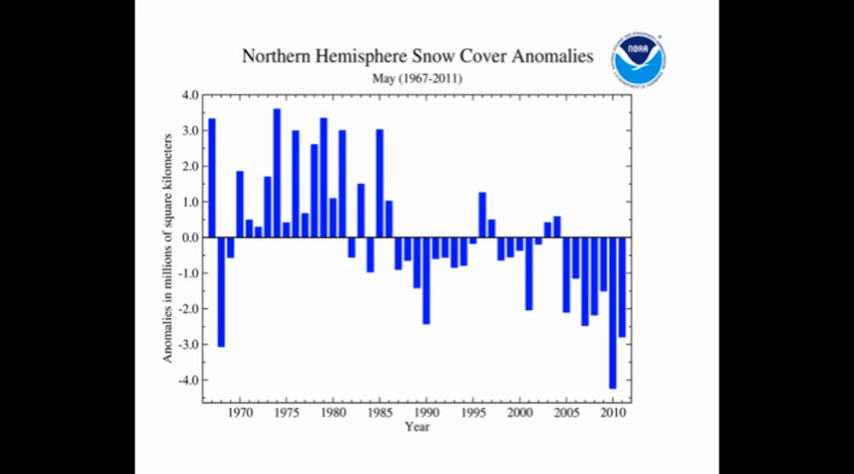 Northern Hemisphere Snow Cover Anomalies
May (1967-2011)
NOAA
Anomalies in millions of square kilometers
4.0
3.0
2.0
1.0
0.0
-1.0
-2.0
-3.0
-4.0
1970 1975 1980 1985 1990 1995 2000 2005 2010
Year